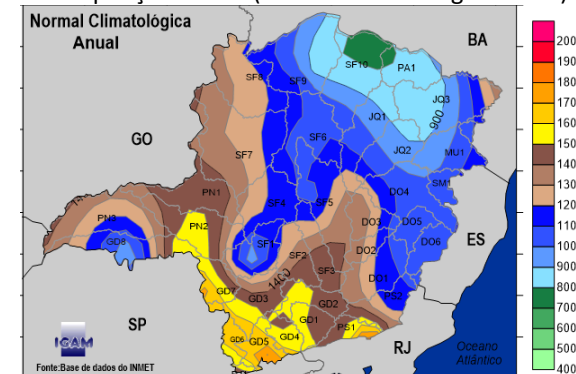 Normal Climatológica
Anual
BA
GO
ES
SP
RJ
Oceano
Atlântico
SF8
SF9
SF10
PA1
JQ3
900
JQ1
SF6
JQ2
MU1
SF7
SM1
PN1
DO4
SF4
SF5
PN3
PN2
DO3
DO5
GD8
SF1
DO6
SF2
DO2
SF3
1400
DO1
GD7
GD3
GD2
PS2
GD1
PS1
GD6
GD5
GD4
IGAM
Fonte:Base de dados do INMET
200
190
180
170
160
150
140
130
120
110
100
900
800
700
600
500
400